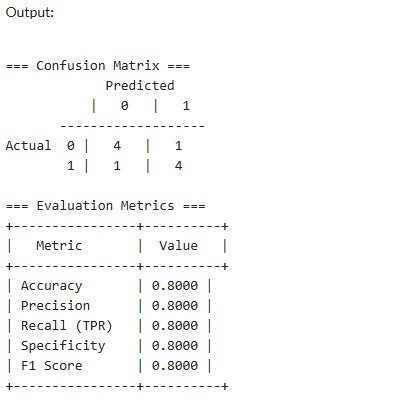 Output:
=== Confusion Matrix ===
Predicted
| 0 | 1
-------------------
Actual 0 | 4 | 1
1 | 1 | 4
=== Evaluation Metrics ===
+----------------+----------+
| Metric | Value |
+----------------+----------+
| Accuracy | 0.8000 |
| Precision | 0.8000 |
| Recall (TPR) | 0.8000 |
| Specificity | 0.8000 |
| F1 Score | 0.8000 |
+----------------+----------+